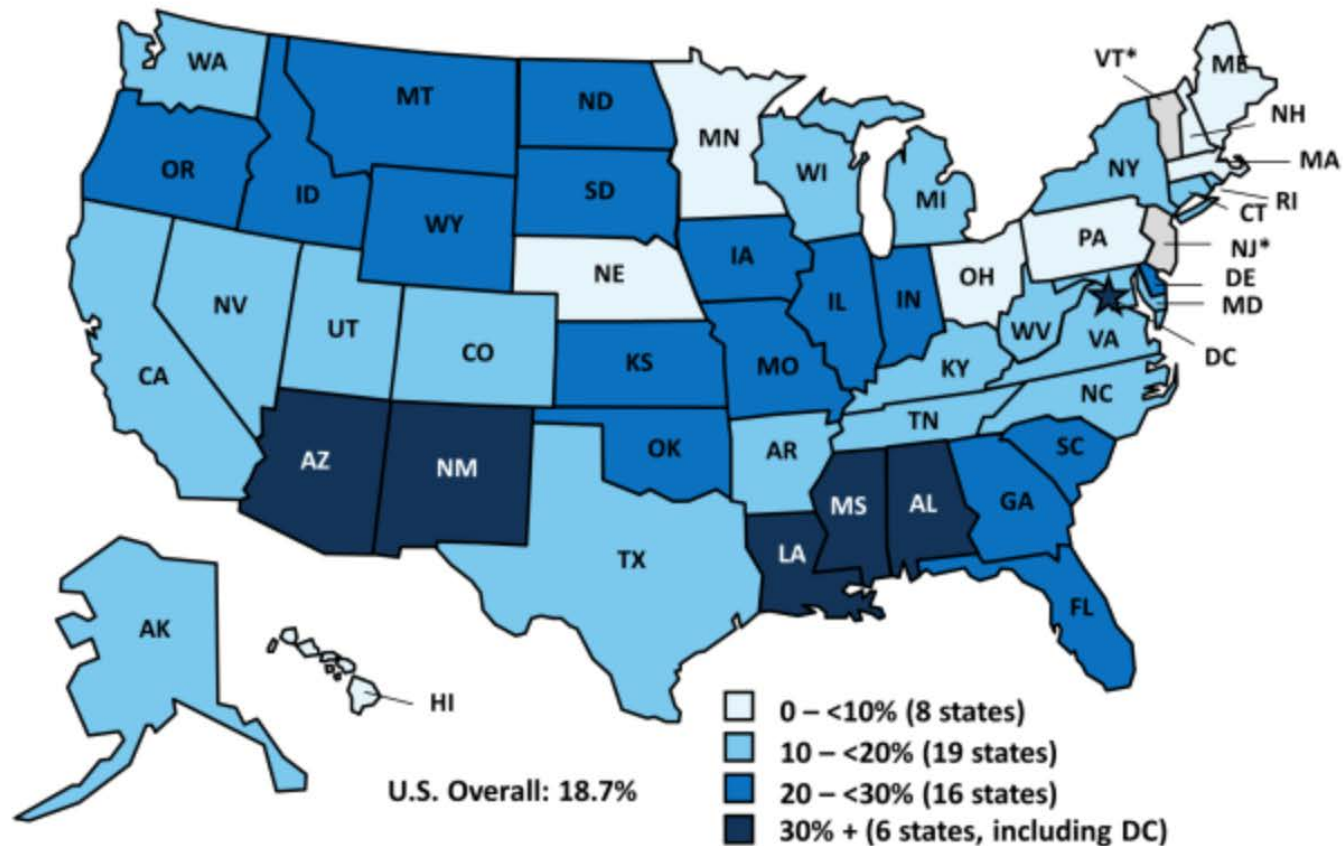 WA
MT
ND
MN
VT*
ME
NH
MA
RI
CT
NJ*
DE
MD
DC
OR
ID
WY
SD
WI
MI
NY
PA
IA
NE
OH
IL
IN
NV
UT
CO
CA
KS
MO
WV
VA
KY
NC
TN
AZ
NM
OK
AR
SC
MS
AL
GA
LA
TX
FL
AK
HI
U.S. Overall: 18.7%
0 – <10% (8 states)
10 – <20% (19 states)
20 – <30% (16 states)
30% + (6 states, including DC)